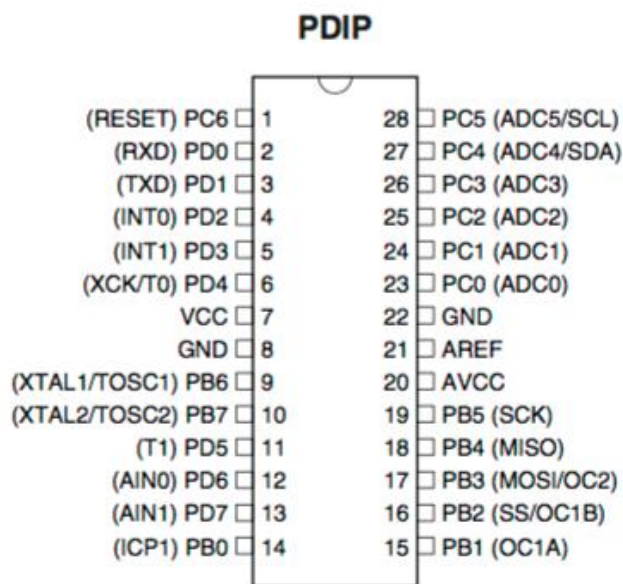 PDIP
(RESET) PC6 1 28 PC5 (ADC5/SCL)
(RXD) PD0 2 27 PC4 (ADC4/SDA)
(TXD) PD1 3 26 PC3 (ADC3)
(INT0) PD2 4 25 PC2 (ADC2)
(INT1) PD3 5 24 PC1 (ADC1)
(XCK/T0) PD4 6 23 PC0 (ADC0)
VCC 7 22 GND
GND 8 21 AREF
(XTAL1/TOSC1) PB6 9 20 AVCC
(XTAL2/TOSC2) PB7 10 19 PB5 (SCK)
(T1) PD5 11 18 PB4 (MISO)
(AIN0) PD6 12 17 PB3 (MOSI/OC2)
(AIN1) PD7 13 16 PB2 (SS/OC1B)
(ICP1) PB0 14 15 PB1 (OC1A)